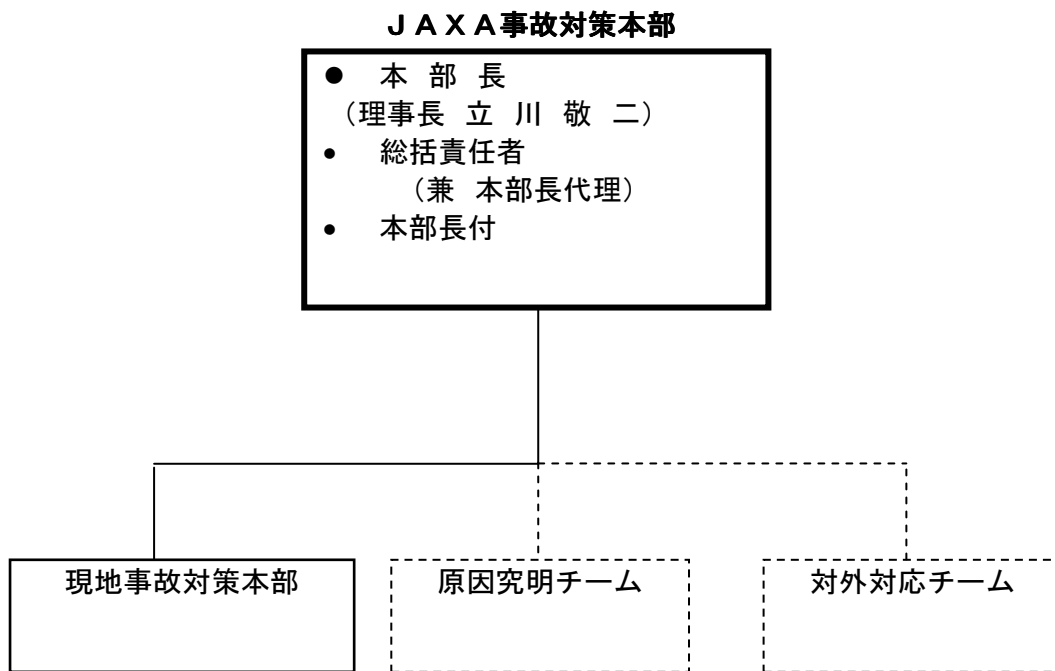 ＪＡＸＡ事故対策本部
● 本 部 長
（理事長 立 川 敬 二）
• 総括責任者
（兼 本部長代理）
• 本部長付
現地事故対策本部
原因究明チーム
対外対応チーム